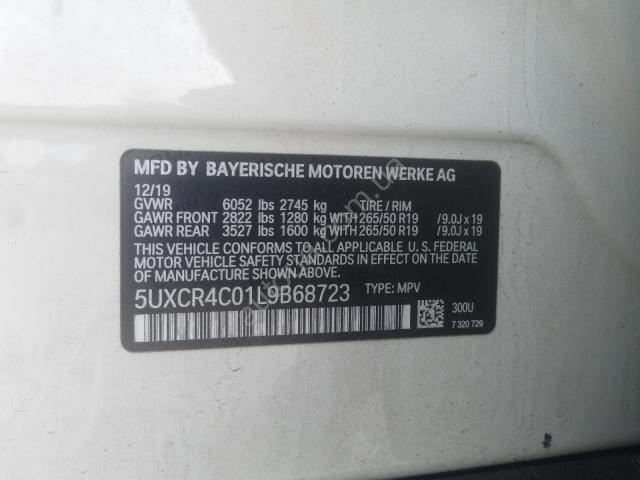 MFD BY BAYERISCHE MOTOREN WERKE AG
12/19
GVWR 6052 lbs 2745 kg TIRE / RIM
GAWR FRONT 2822 lbs 1280 kg WITH 265/50 R19 /9.0J x 19
GAWR REAR 3527 lbs 1600 kg WITH 265/50 R19 /9.0J x 19
THIS VEHICLE CONFORMS TO ALL APPLICABLE U. S. FEDERAL
MOTOR VEHICLE SAFETY STANDARDS IN EFFECT ON THE DATE OF
MANUFACTURE SHOWN ABOVE.
5UXCR4C01L9B68723 TYPE: MPV
300U
7 320 729